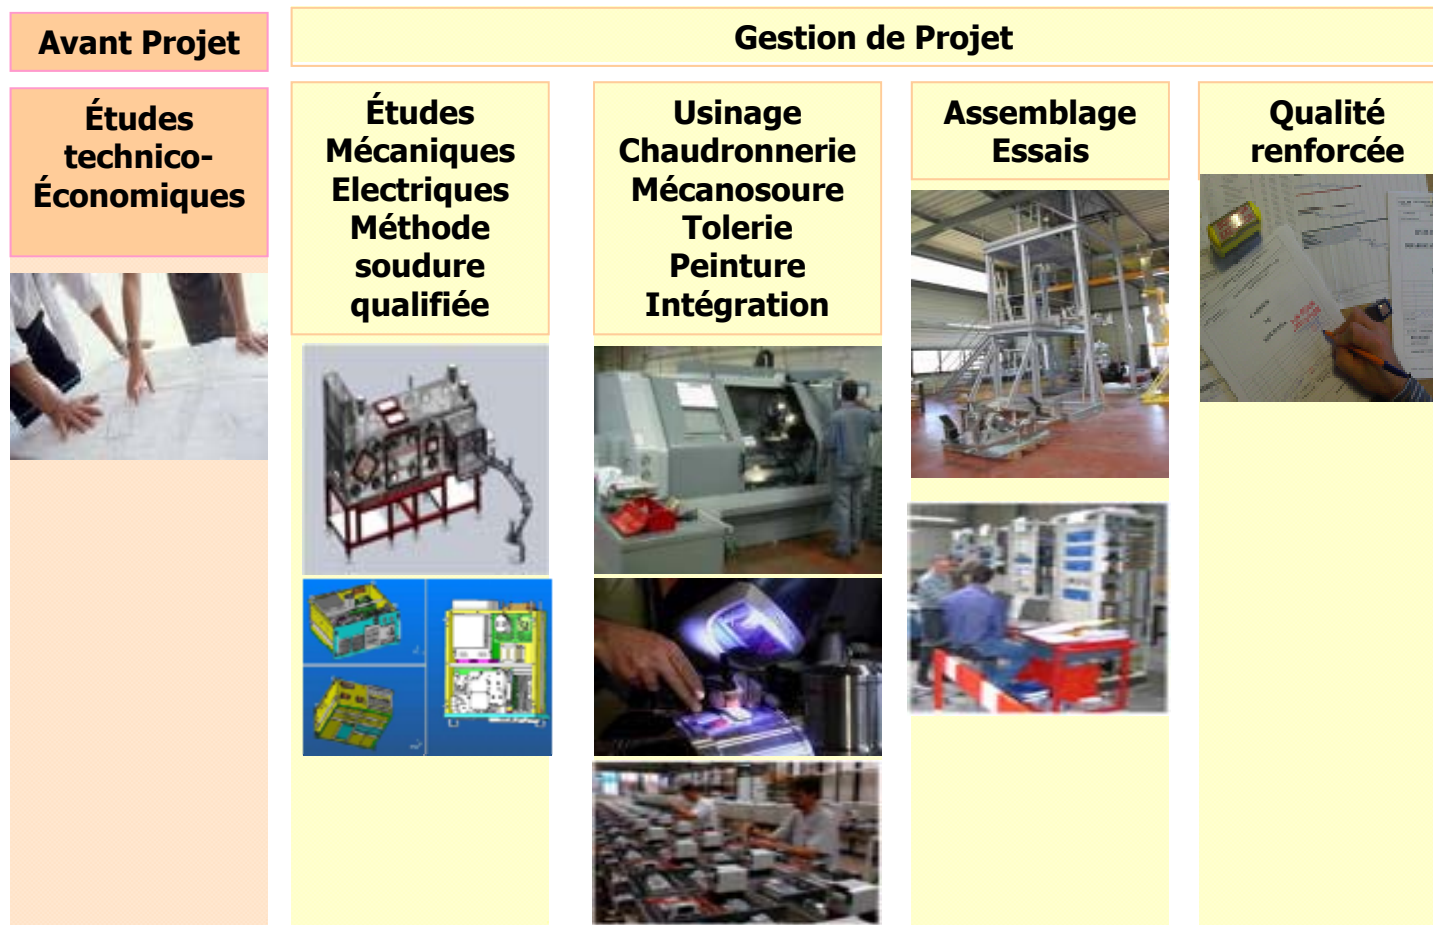 Avant Projet
Gestion de Projet
Études
technico-
Économiques
Études
Mécaniques
Electriques
Méthode
soudure
qualifiée
Usinage
Chaudronnerie
Mécanosoure
Tolerie
Peinture
Intégration
Assemblage
Essais
Qualité
renforcée